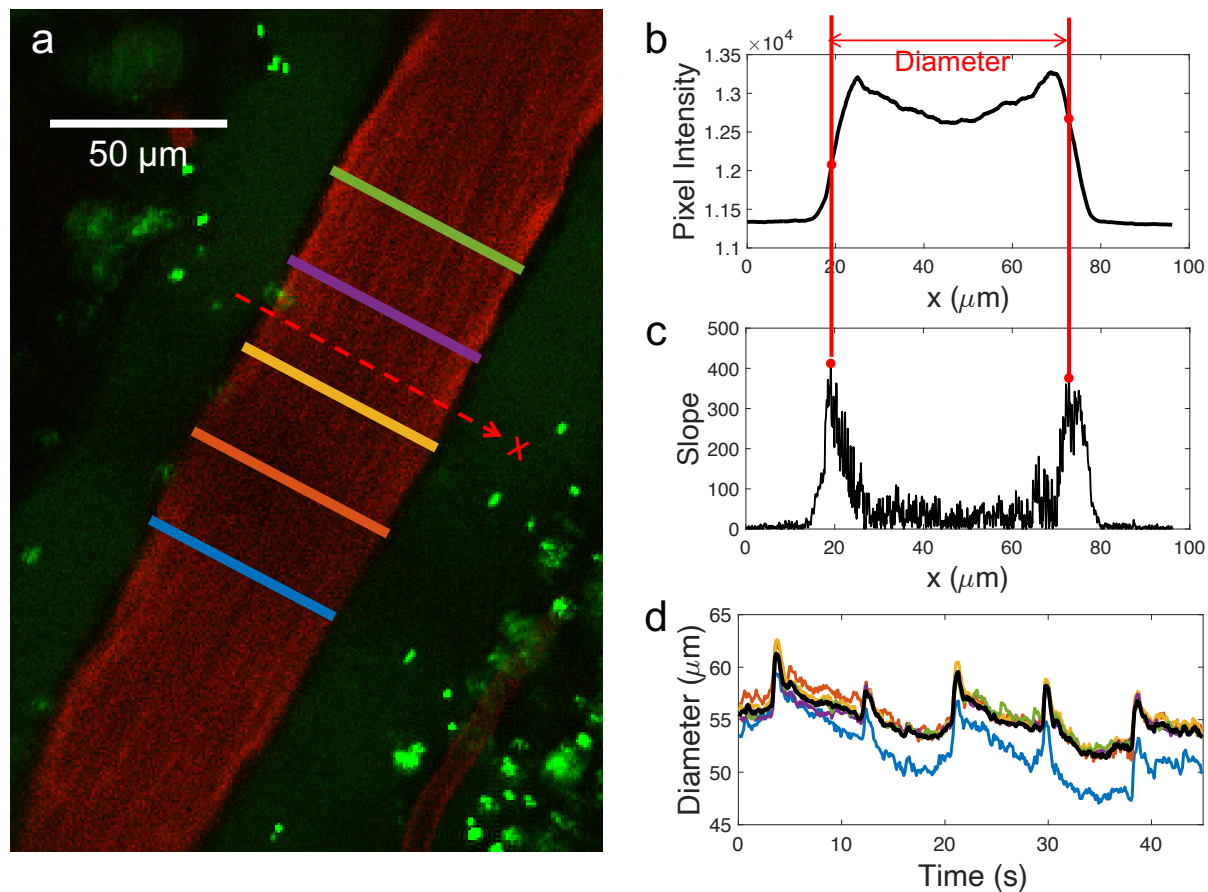 a
50 μm
x
b
×10⁴
Diameter
Pixel Intensity
1.35
1.3
1.25
1.2
1.15
1.1
0 20 40 60 80 100
x (μm)
c
Slope
500
400
300
200
100
0
0 20 40 60 80 100
x (μm)
d
Diameter (μm)
65
60
55
50
45
0 10 20 30 40
Time (s)